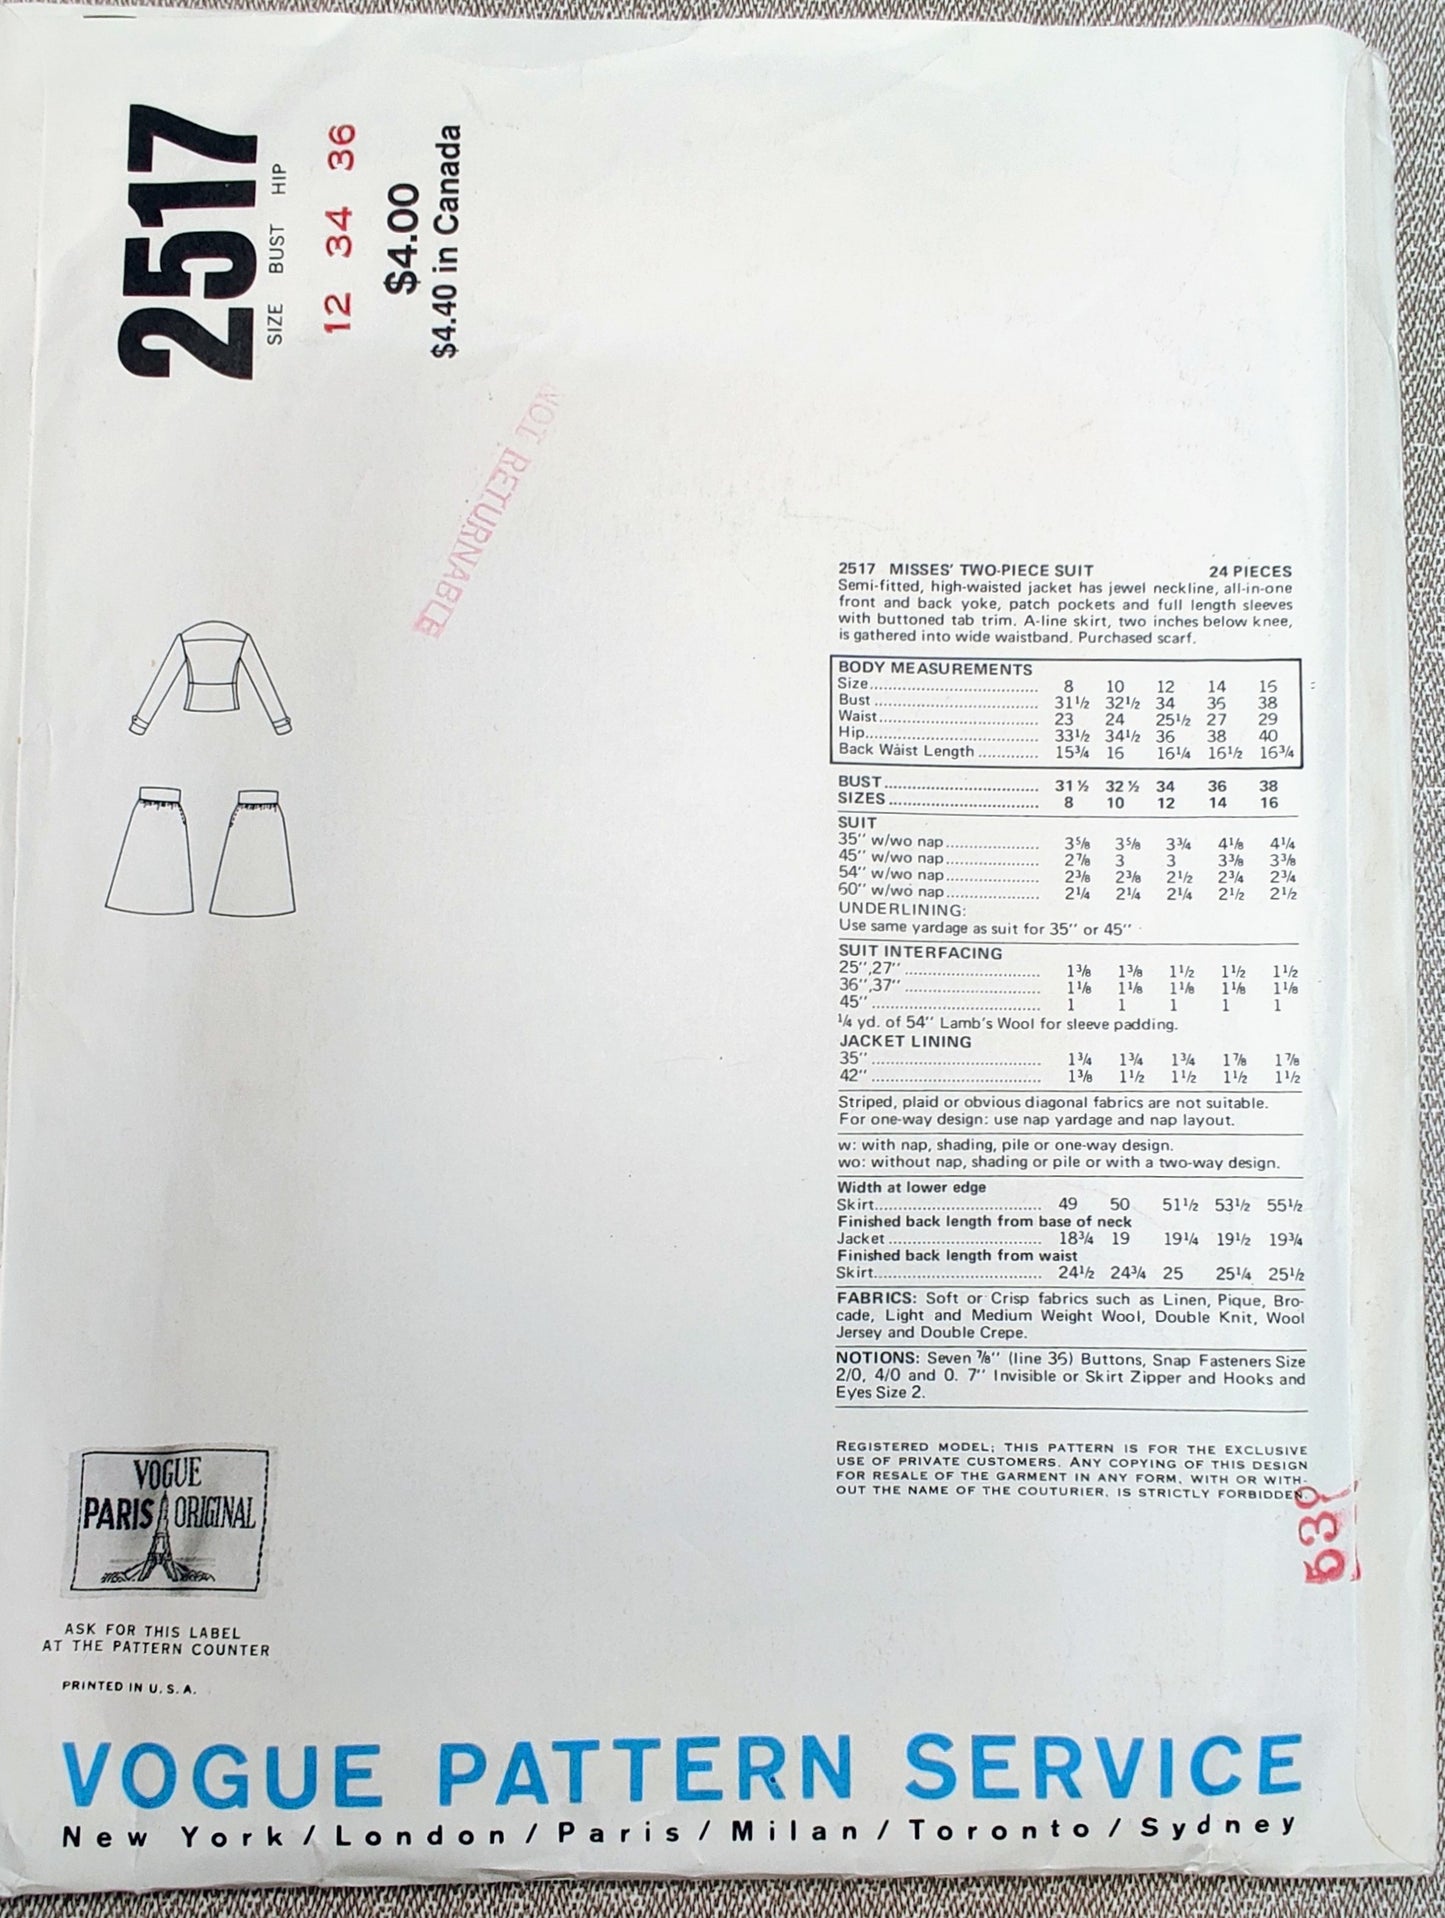 2517
SIZE BUST HIP
12 34 36
$4.00
$4.40 in Canada
NOT RETURNABLE
2517 MISSES' TWO-PIECE SUIT 24 PIECES
Semi-fitted, high-waisted jacket has jewel neckline, all-in-one
front and back yoke, patch pockets and full length sleeves
with buttoned tab trim. A-line skirt, two inches below knee,
is gathered into wide waistband. Purchased scarf.
BODY MEASUREMENTS
Size 8 10 12 14 16
Bust 31½ 32½ 34 36 38
Waist 23 24 25½ 27 29
Hip 33½ 34½ 36 38 40
Back Waist Length 15¾ 16 16¼ 16½ 16¾
BUST 31½ 32½ 34 36 38
SIZES 8 10 12 14 16
SUIT
35'' w/wo nap 3⅝ 3⅝ 3¾ 4⅛ 4¼
45'' w/wo nap 2⅞ 3 3 3⅜ 3⅜
54'' w/wo nap 2⅜ 2⅜ 2½ 2¾ 2¾
60'' w/wo nap 2¼ 2¼ 2¼ 2½ 2½
UNDERLINING:
Use same yardage as suit for 35'' or 45''
SUIT INTERFACING
25'',27'' 1⅜ 1⅜ 1½ 1½ 1½
36'',37'' 1⅛ 1⅛ 1⅛ 1⅛ 1⅛
45'' 1 1 1 1 1
¼ yd. of 54'' Lamb's Wool for sleeve padding.
JACKET LINING
35'' 1¾ 1¾ 1¾ 1⅞ 1⅞
42'' 1⅜ 1½ 1½ 1½ 1½
Striped, plaid or obvious diagonal fabrics are not suitable.
For one-way design: use nap yardage and nap layout.
w: with nap, shading, pile or one-way design.
wo: without nap, shading or pile or with a two-way design.
Width at lower edge
Skirt 49 50 51½ 53½ 55½
Finished back length from base of neck
Jacket 18¾ 19 19¼ 19½ 19¾
Finished back length from waist
Skirt 24½ 24¾ 25 25¼ 25½
FABRICS: Soft or Crisp fabrics such as Linen, Pique, Bro-
cade, Light and Medium Weight Wool, Double Knit, Wool
Jersey and Double Crepe.
NOTIONS: Seven ⅞'' (line 36) Buttons, Snap Fasteners Size
2/0, 4/0 and 0. 7'' Invisible or Skirt Zipper and Hooks and
Eyes Size 2.
REGISTERED MODEL; THIS PATTERN IS FOR THE EXCLUSIVE
USE OF PRIVATE CUSTOMERS. ANY COPYING OF THIS DESIGN
FOR RESALE OF THE GARMENT IN ANY FORM, WITH OR WITH-
OUT THE NAME OF THE COUTURIER, IS STRICTLY FORBIDDEN.
VOGUE
PARIS ORIGINAL
ASK FOR THIS LABEL
AT THE PATTERN COUNTER
PRINTED IN U.S.A.
VOGUE PATTERN SERVICE
New York/London/Paris/Milan/Toronto/Sydney